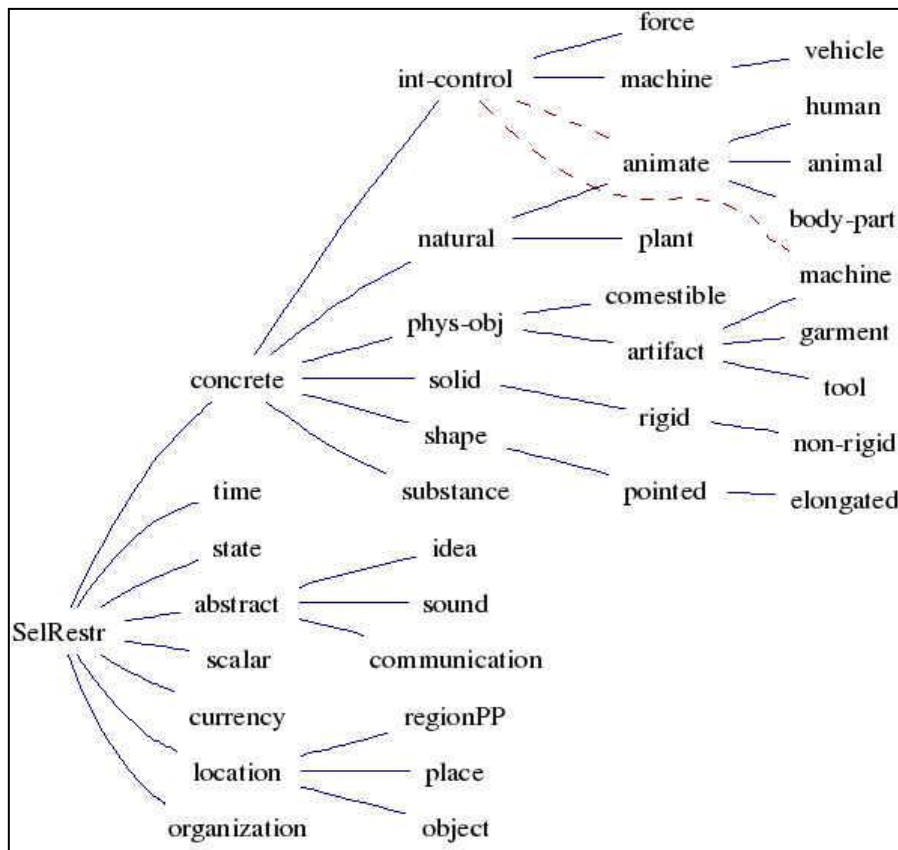 force
vehicle
int-control
machine
human
animate
animal
body-part
natural
plant
machine
comestible
phys-obj
garment
artifact
concrete
solid
tool
rigid
shape
non-rigid
time
substance
pointed
elongated
state
idea
abstract
sound
SelRestr
scalar
communication
currency
regionPP
location
place
organization
object